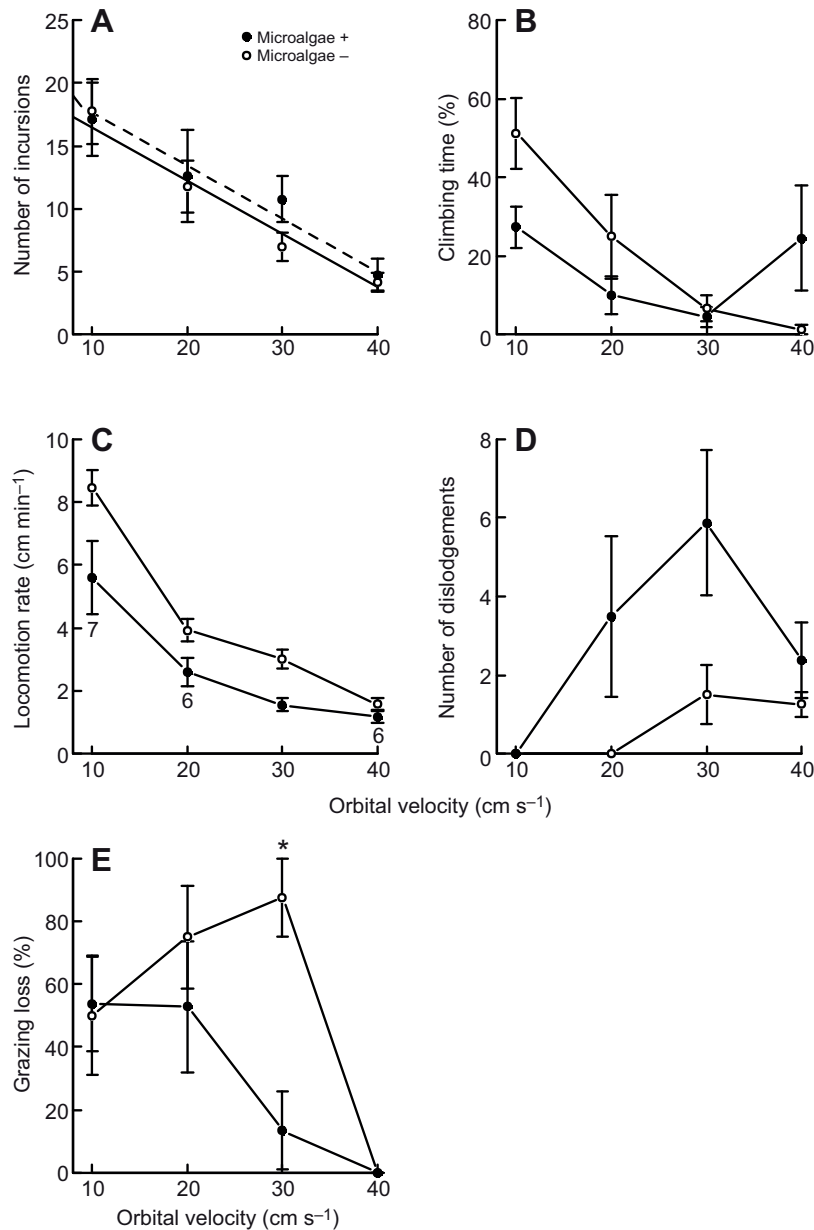 A
25
20
15
10
5
0
Number of incursions
Microalgae +
Microalgae –
10 20 30 40
B
80
60
40
20
0
Climbing time (%)
10 20 30 40
C
10
8
6
4
2
0
Locomotion rate (cm min–1)
7
6
6
10 20 30 40
D
8
6
4
2
0
Number of dislodgements
10 20 30 40
Orbital velocity (cm s–1)
E
100
80
60
40
20
0
Grazing loss (%)
*
10 20 30 40
Orbital velocity (cm s–1)